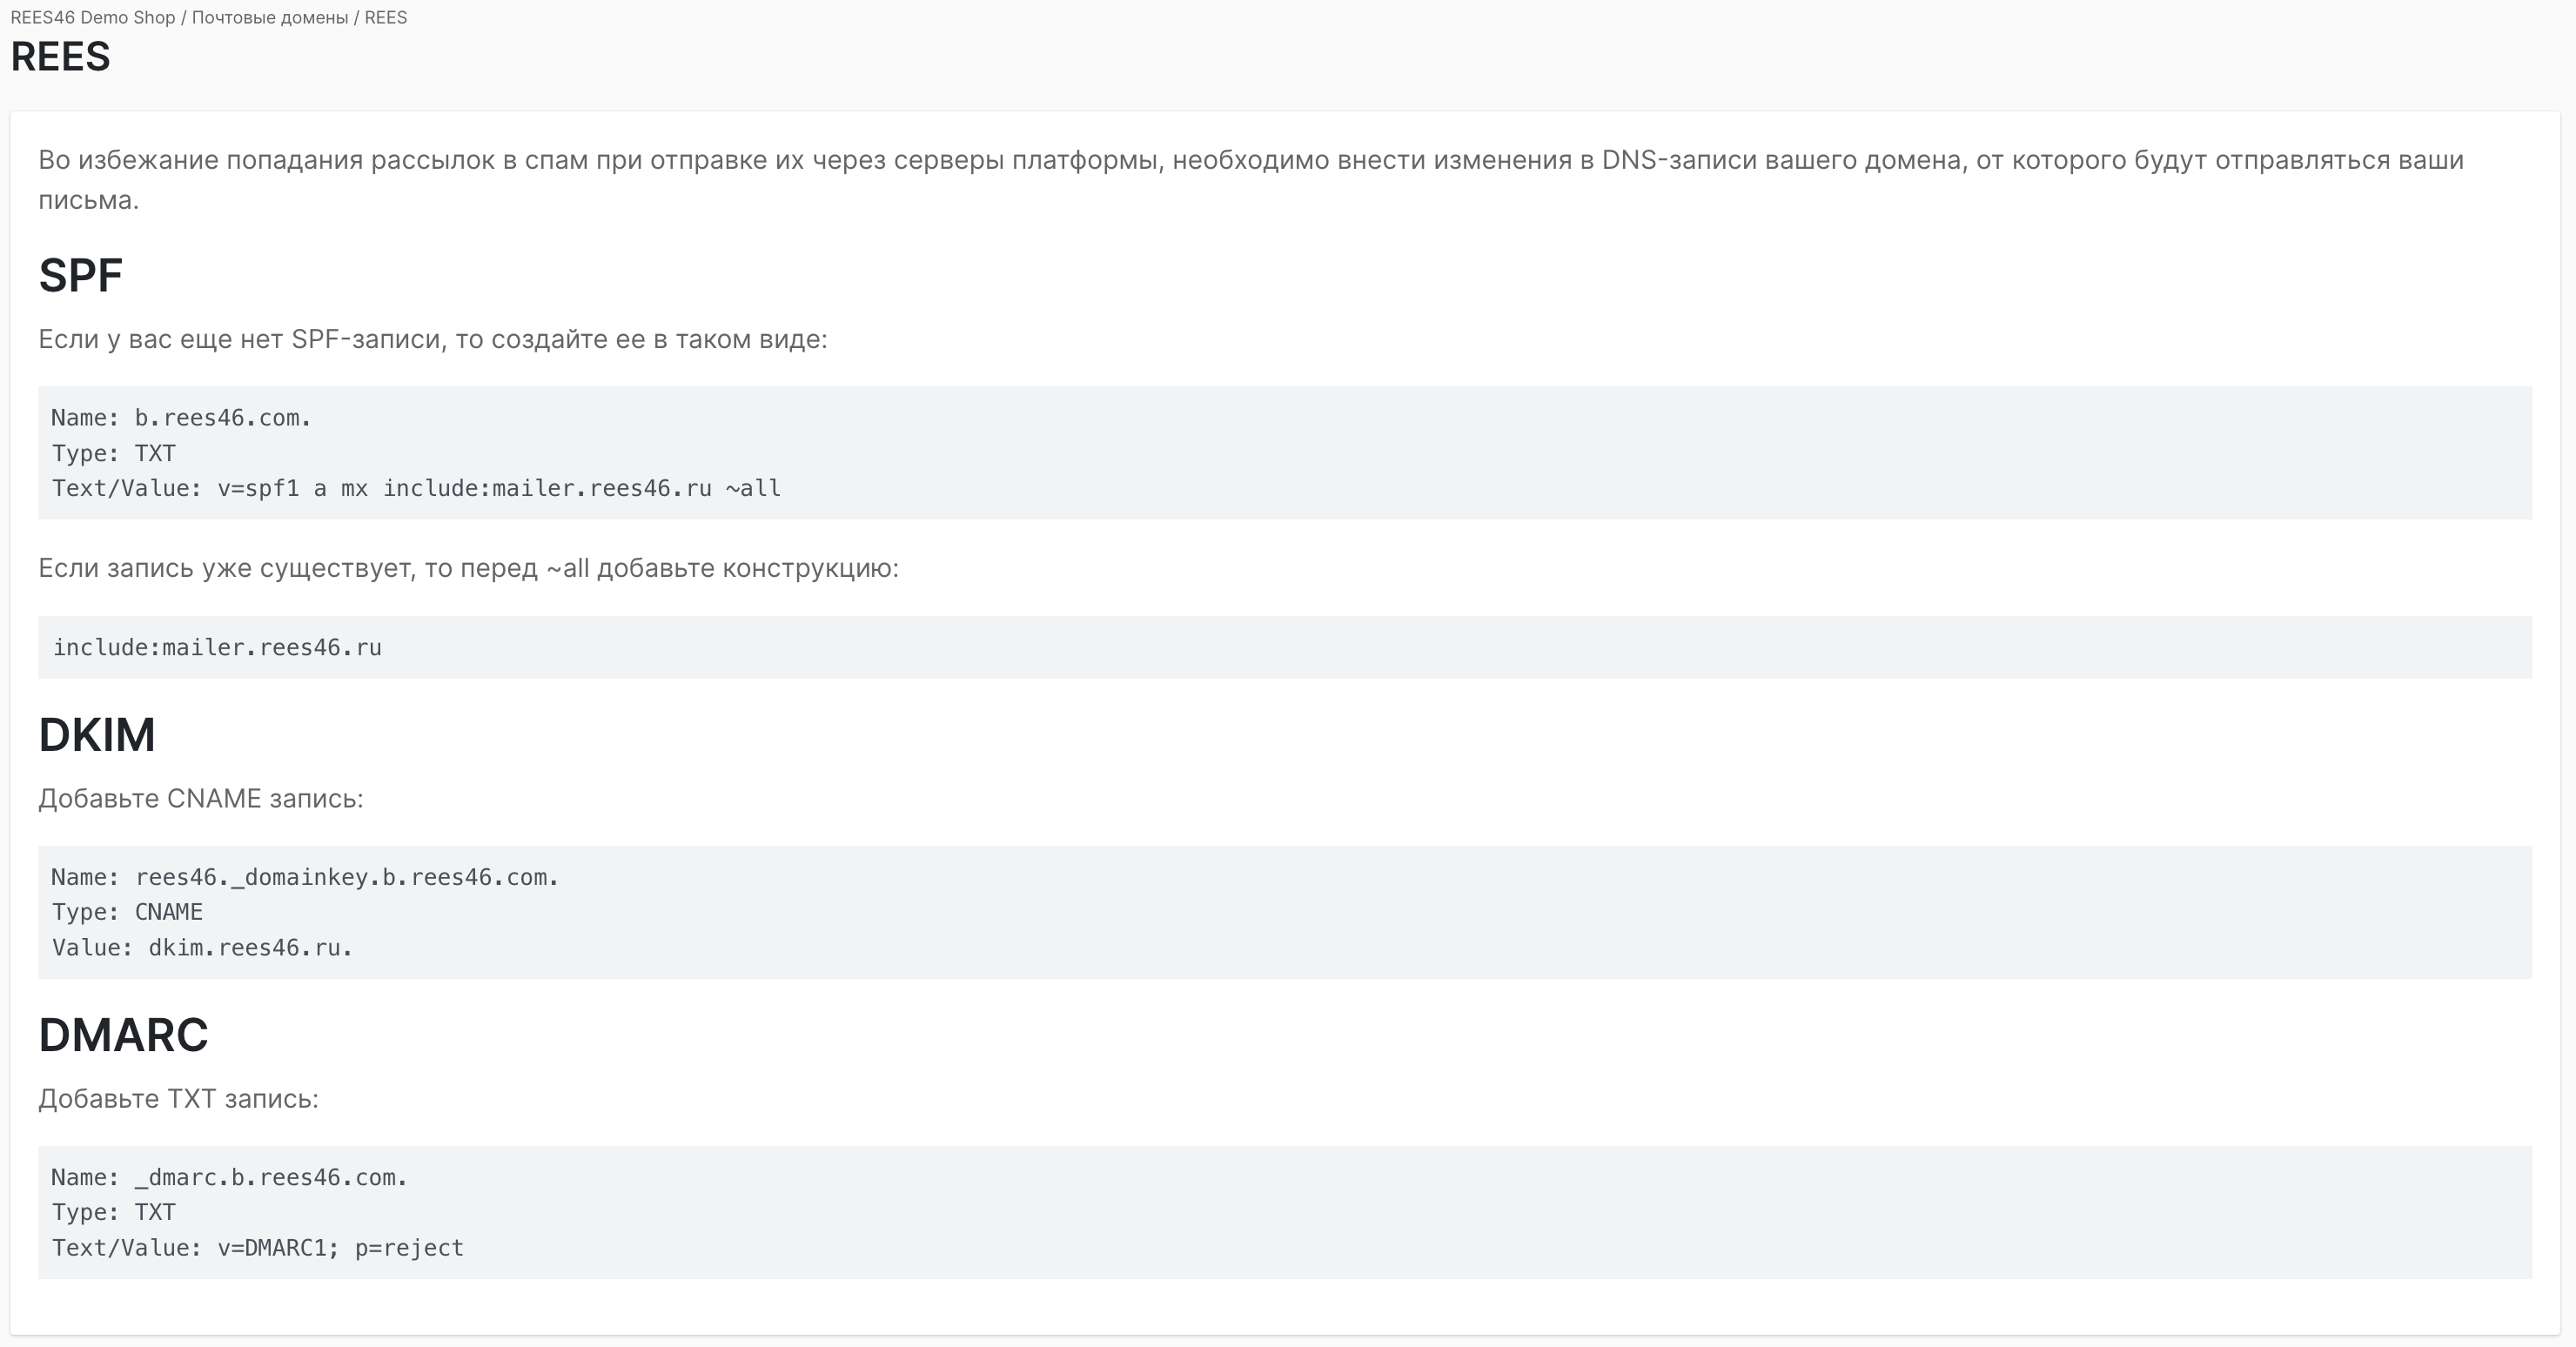 REES46 Demo Shop / Почтовые домены / REES
REES
Во избежание попадания рассылок в спам при отправке их через серверы платформы, необходимо внести изменения в DNS-записи вашего домена, от которого будут отправляться ваши
письма.
SPF
Если у вас еще нет SPF-записи, то создайте ее в таком виде:
Name: b.rees46.com.
Type: TXT
Text/Value: v=spf1 a mx include:mailer.rees46.ru ~all
Если запись уже существует, то перед ~all добавьте конструкцию:
include:mailer.rees46.ru
DKIM
Добавьте CNAME запись:
Name: rees46._domainkey.b.rees46.com.
Type: CNAME
Value: dkim.rees46.ru.
DMARC
Добавьте TXT запись:
Name: _dmarc.b.rees46.com.
Type: TXT
Text/Value: v=DMARC1; p=reject